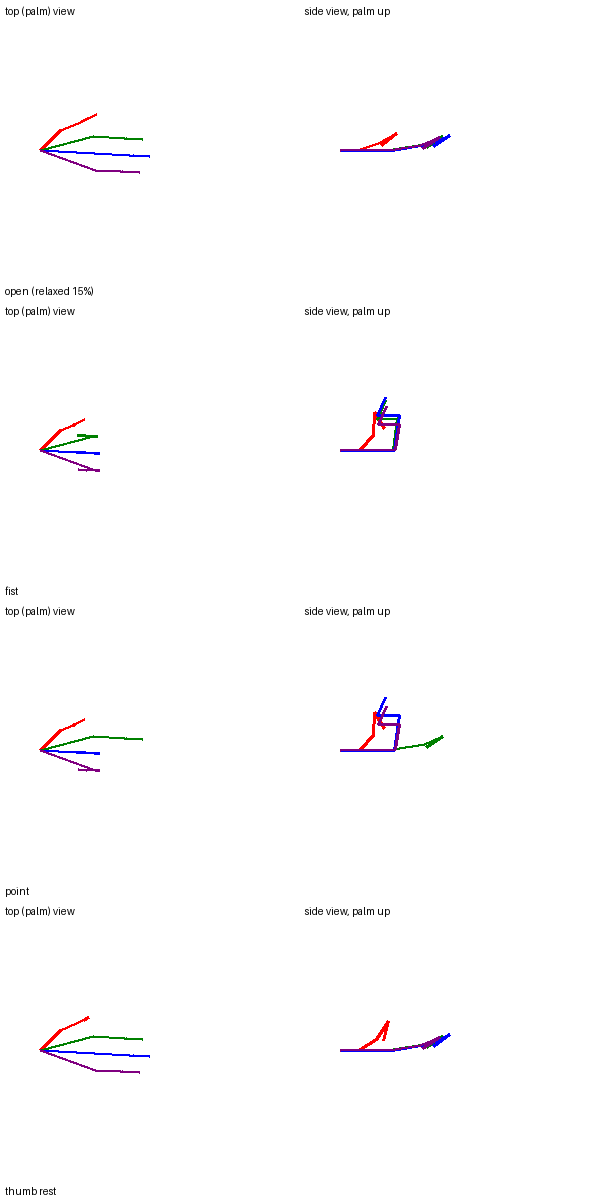 top (palm) view
side view, palm up
open (relaxed 15%)
top (palm) view
side view, palm up
fist
top (palm) view
side view, palm up
point
top (palm) view
side view, palm up
thumb rest